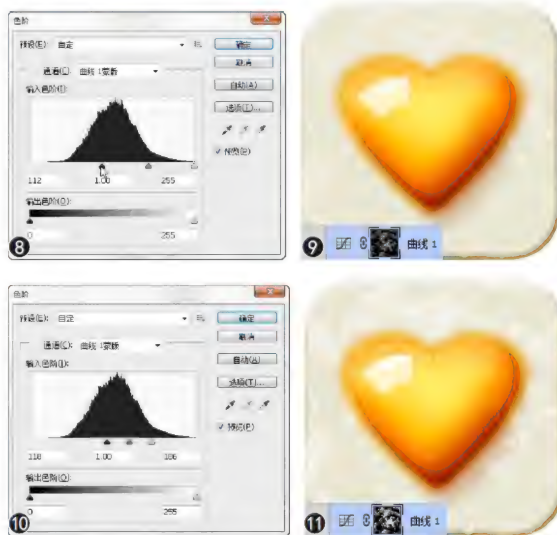 色阶
预设(E): 自定
确定
取消
自动(A)
选项(T)...
预览(P)
通道(C): 曲线 1蒙版
输入色阶(I):
112 1.00 255
输出色阶(O):
0 255
8
9 曲线 1
色阶
预设(E): 自定
确定
取消
自动(A)
选项(T)...
预览(P)
通道(C): 曲线 1蒙版
输入色阶(I):
118 1.00 186
输出色阶(O):
0 255
10
11 曲线 1